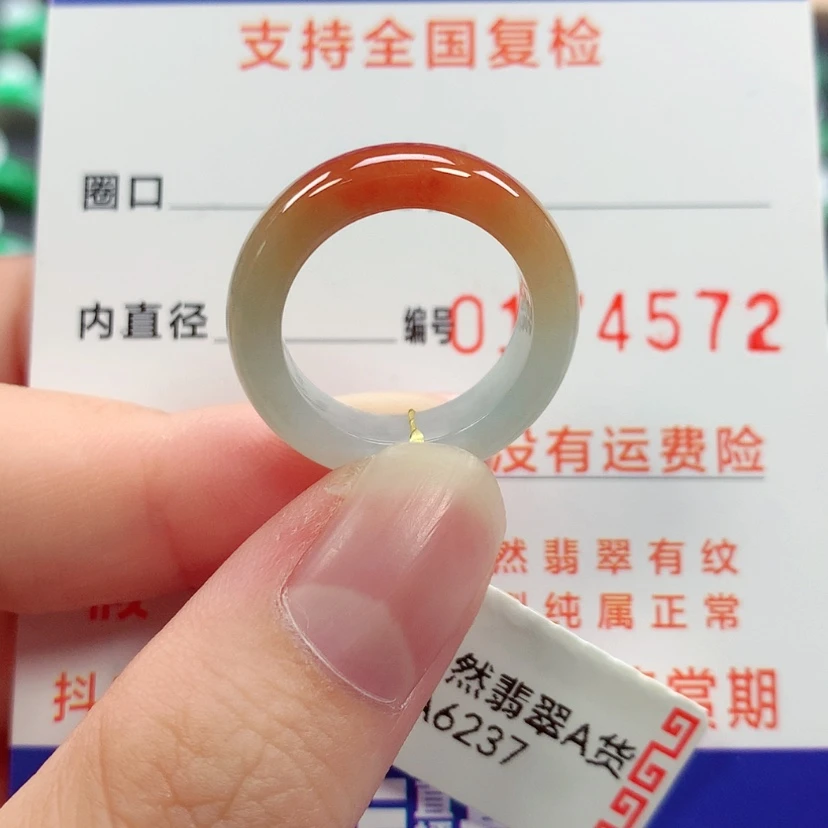 支持全国复检
圈口
内直径 编号 01 4572
没有运费险
然翡翠有纹
纯属正常
抖 赏期
然翡翠A货
A6237